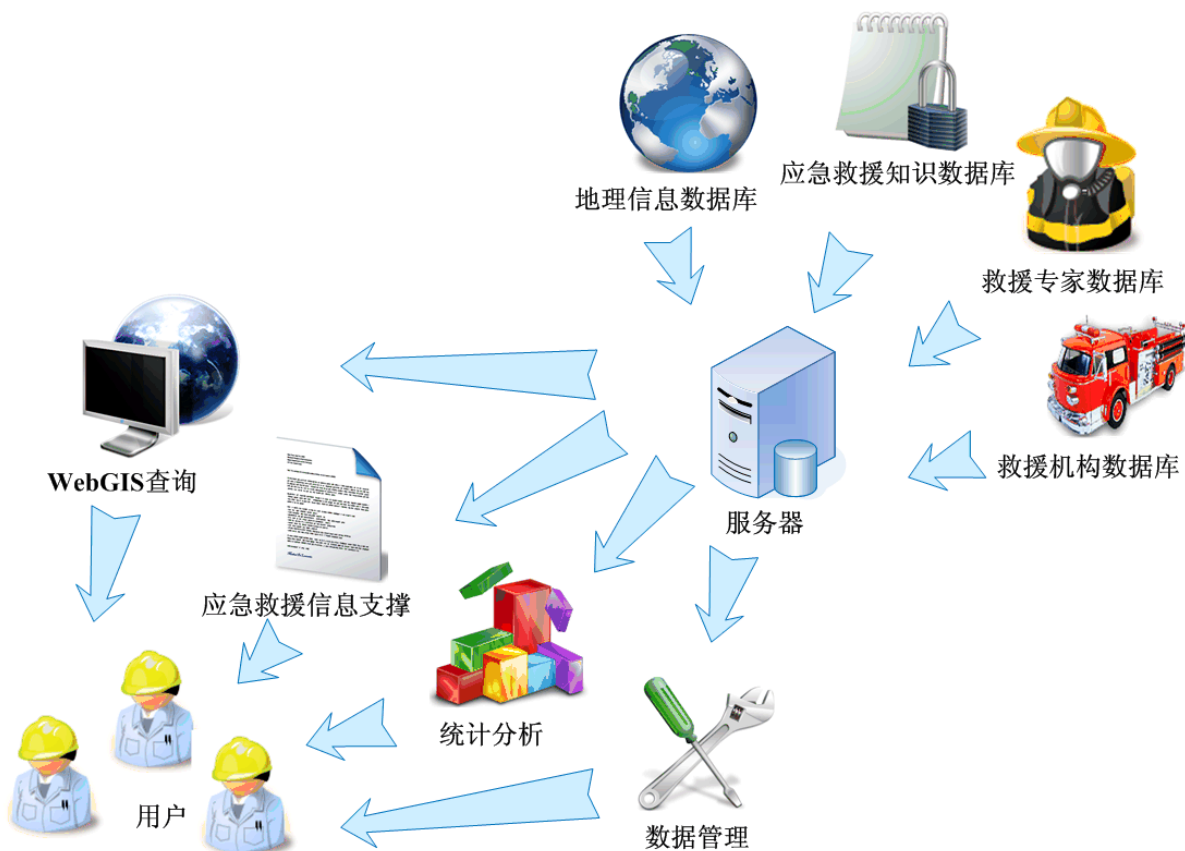 地理信息数据库
应急救援知识数据库
救援专家数据库
救援机构数据库
WebGIS查询
服务器
应急救援信息支撑
统计分析
用户
数据管理